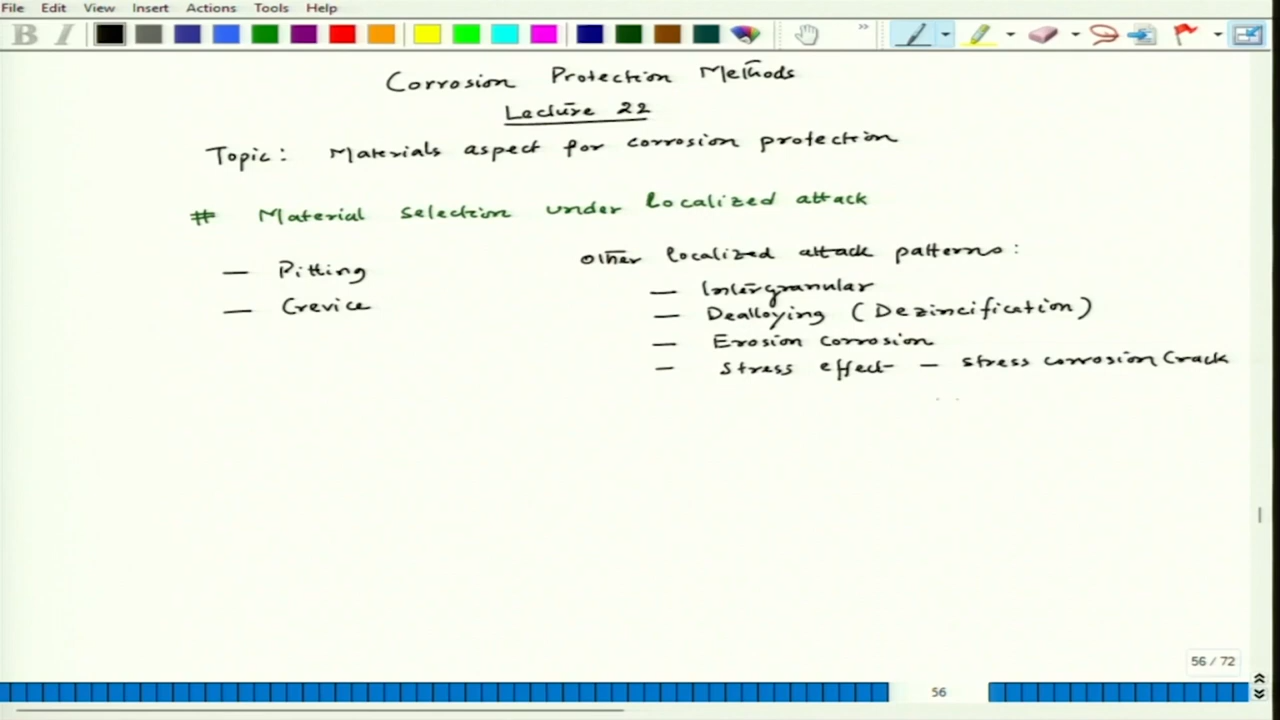 File Edit View Insert Actions Tools Help
B I
Corrosion Protection Methods
Lecture 22
Topic: Materials aspect for corrosion protection
# Material selection under localized attack
— Pitting
— Crevice
Other localized attack patterns:
— Intergranular
— Dealloying (Dezincification)
— Erosion corrosion
— Stress effect — stress corrosion Crack
56 / 72
56